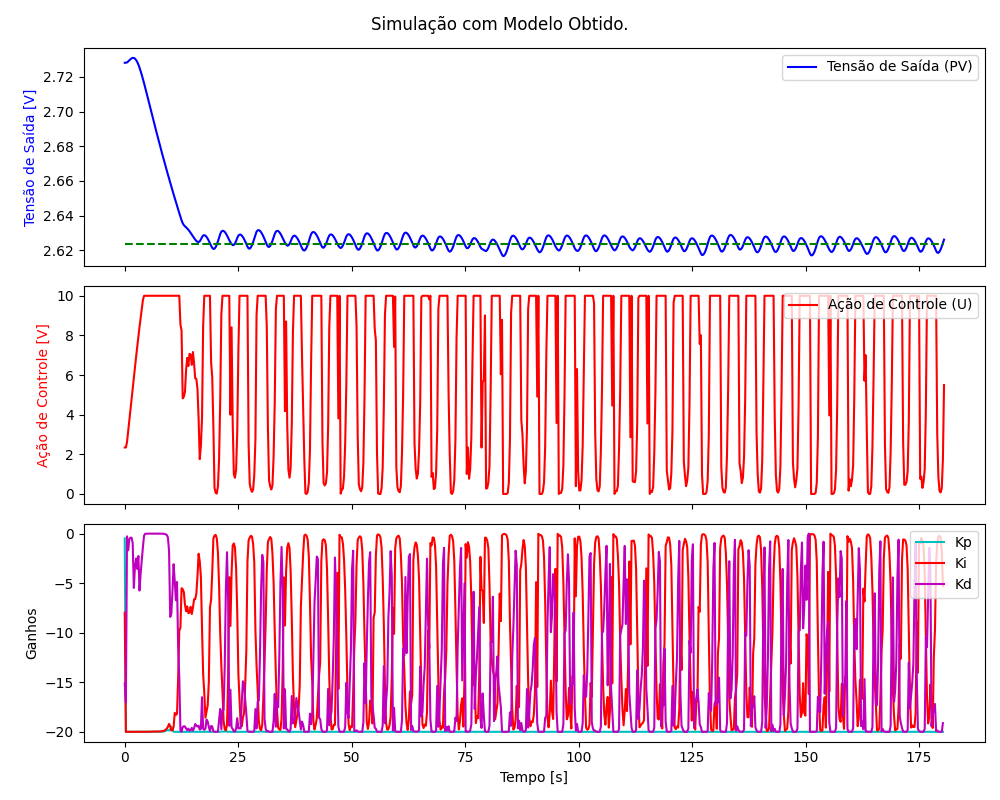 Simulação com Modelo Obtido.
Tensão de Saída [V]
2.72
2.70
2.68
2.66
2.64
2.62
Tensão de Saída (PV)
Ação de Controle [V]
10
8
6
4
2
0
Ação de Controle (U)
Ganhos
0
−5
−10
−15
−20
Kp
Ki
Kd
0 25 50 75 100 125 150 175
Tempo [s]